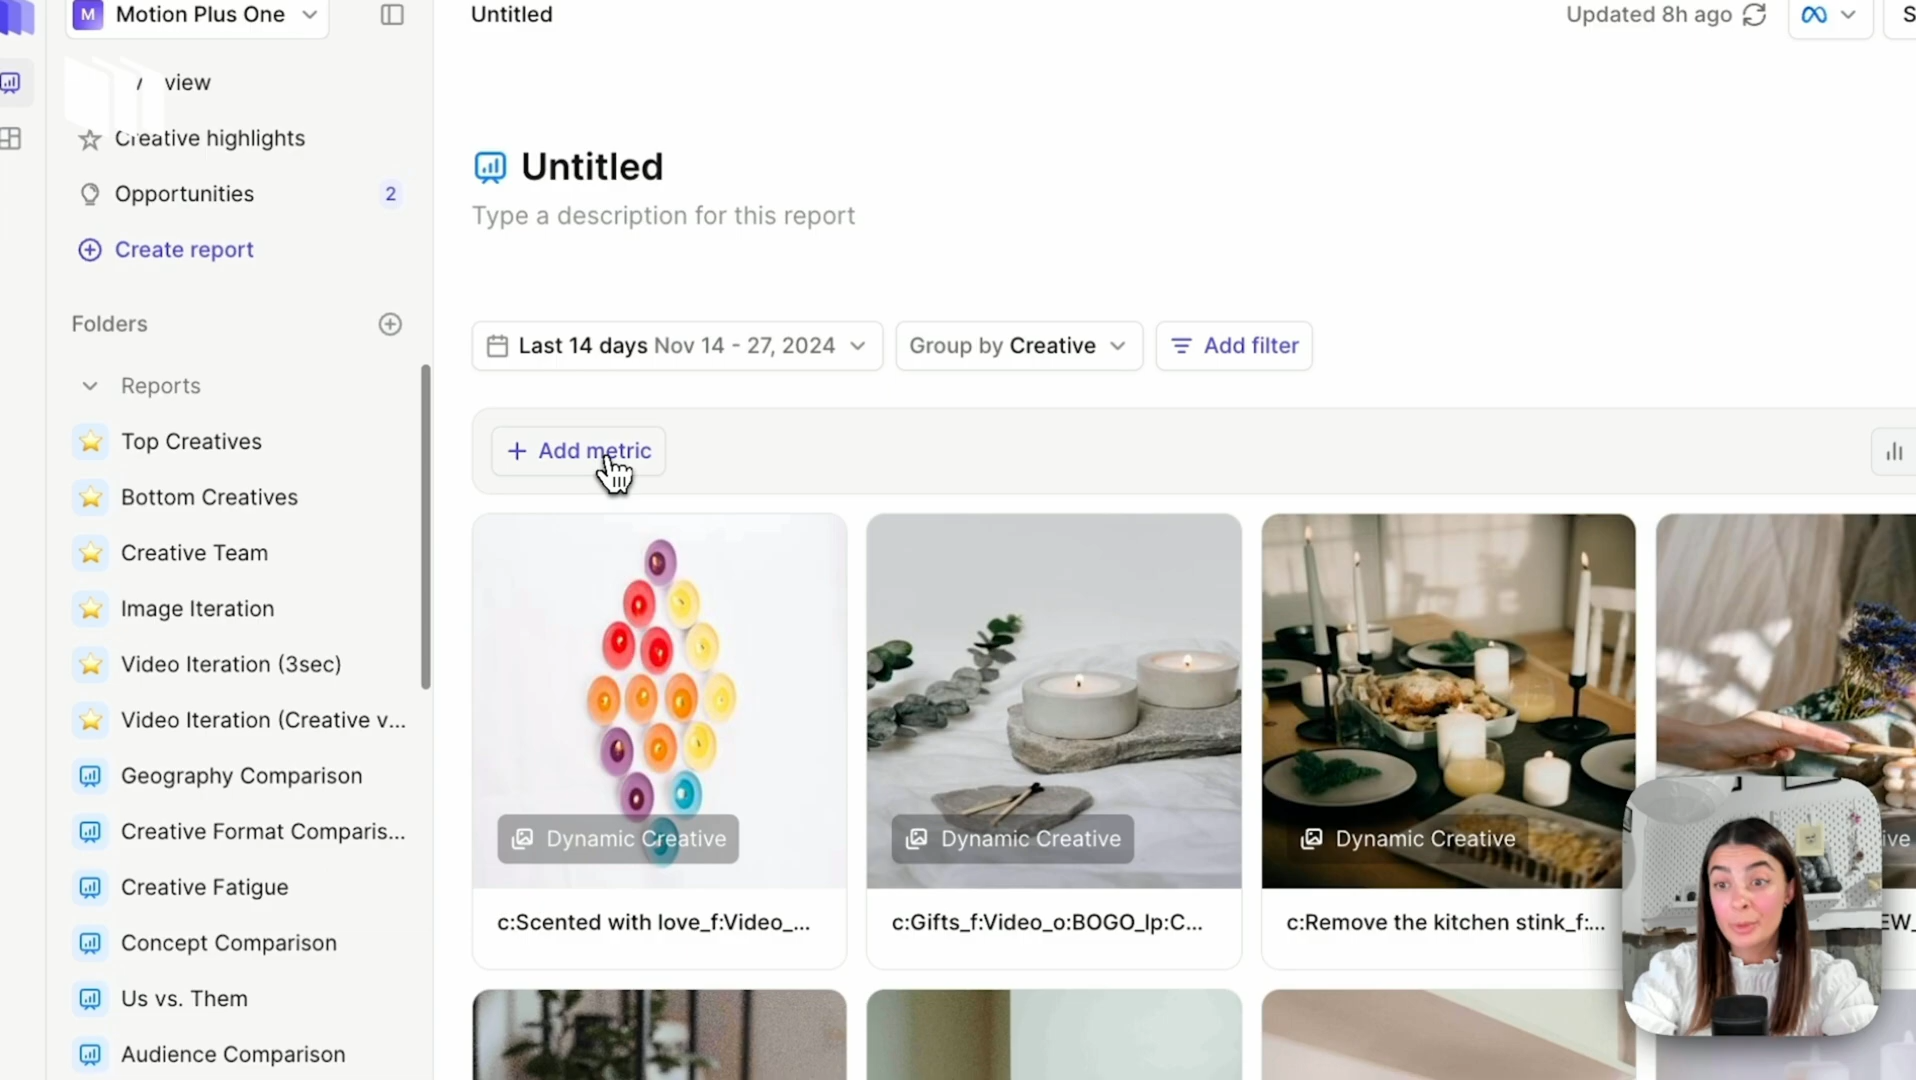 M Motion Plus One
Untitled
Updated 8h ago
view
Creative highlights
Opportunities 2
Create report
Untitled
Type a description for this report
Folders
Last 14 days Nov 14 - 27, 2024
Group by Creative
Add filter
Reports
Top Creatives
+ Add metric
Bottom Creatives
Creative Team
Image Iteration
Video Iteration (3sec)
Video Iteration (Creative v...
Geography Comparison
Creative Format Comparis...
Dynamic Creative
Dynamic Creative
Dynamic Creative
Creative Fatigue
c:Scented with love_f:Video_...
c:Gifts_f:Video_o:BOGO_lp:C...
c:Remove the kitchen stink_f:...
Concept Comparison
Us vs. Them
Audience Comparison